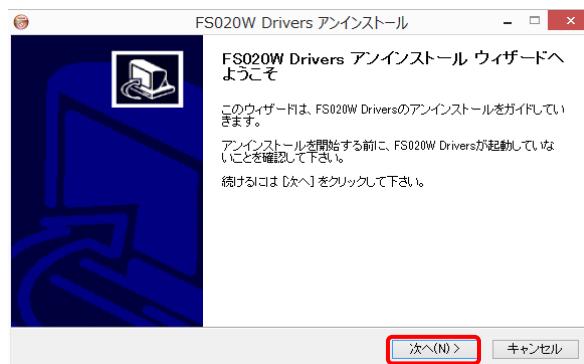 FS020W Drivers アンインストール
FS020W Drivers アンインストール ウィザードへ
ようこそ
このウィザードは、FS020W Driversのアンインストールをガイドしてい
きます。
アンインストールを開始する前に、FS020W Driversが起動していな
いことを確認して下さい。
続けるには [次へ] をクリックして下さい。
次へ(N) >
キャンセル